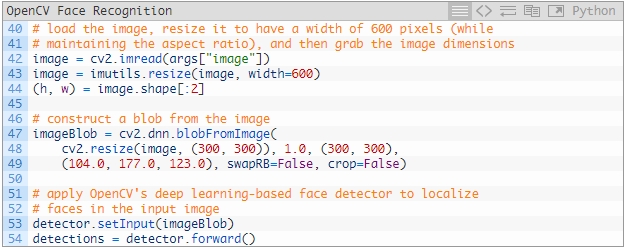 OpenCV Face Recognition Python
40 # load the image, resize it to have a width of 600 pixels (while
41 # maintaining the aspect ratio), and then grab the image dimensions
42 image = cv2.imread(args["image"])
43 image = imutils.resize(image, width=600)
44 (h, w) = image.shape[:2]
45
46 # construct a blob from the image
47 imageBlob = cv2.dnn.blobFromImage(
48     cv2.resize(image, (300, 300)), 1.0, (300, 300),
49     (104.0, 177.0, 123.0), swapRB=False, crop=False)
50
51 # apply OpenCV's deep learning-based face detector to localize
52 # faces in the input image
53 detector.setInput(imageBlob)
54 detections = detector.forward()